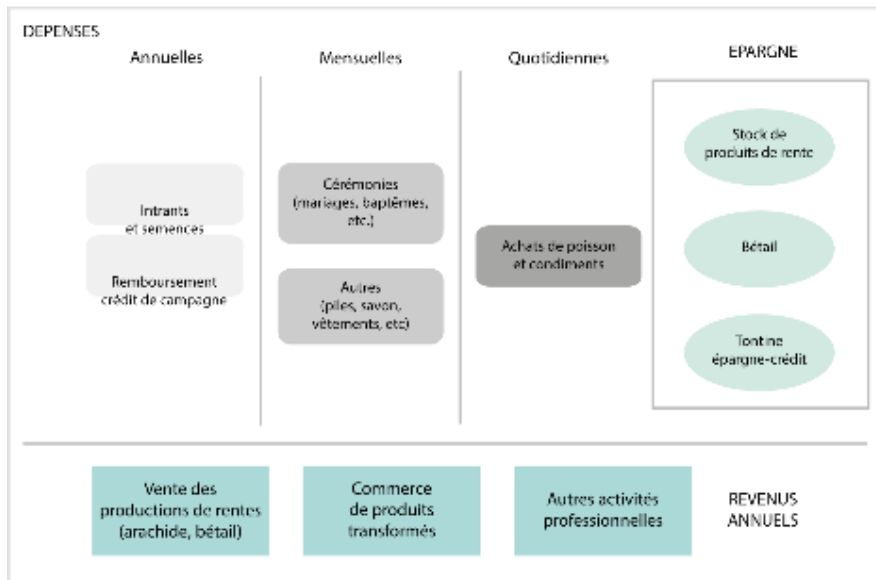 DEPENSES
Annuelles
Mensuelles
Quotidiennes
EPARGNE
Intrants
et semences
Remboursement
crédit de campagne
Cérémonies
(mariages, baptêmes,
etc.)
Autres
(piles, savon,
vêtements, etc)
Achats de poisson
et condiments
Stock de
produits de rente
Bétail
Tontine
épargne-crédit
Vente des
productions de rentes
(arachide, bétail)
Commerce
de produits
transformés
Autres activités
professionnelles
REVENUS
ANNUELS